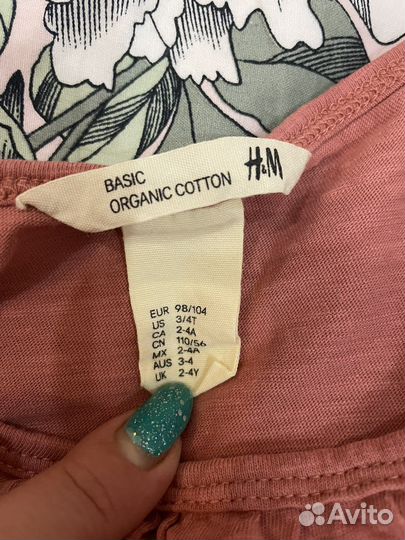 BASIC
ORGANIC COTTON
H&M
EUR 98/104
US 3/4T
CA 2-4A
CN 110/56
MX 2-4A
AUS 3-4
UK 2-4Y
Avito